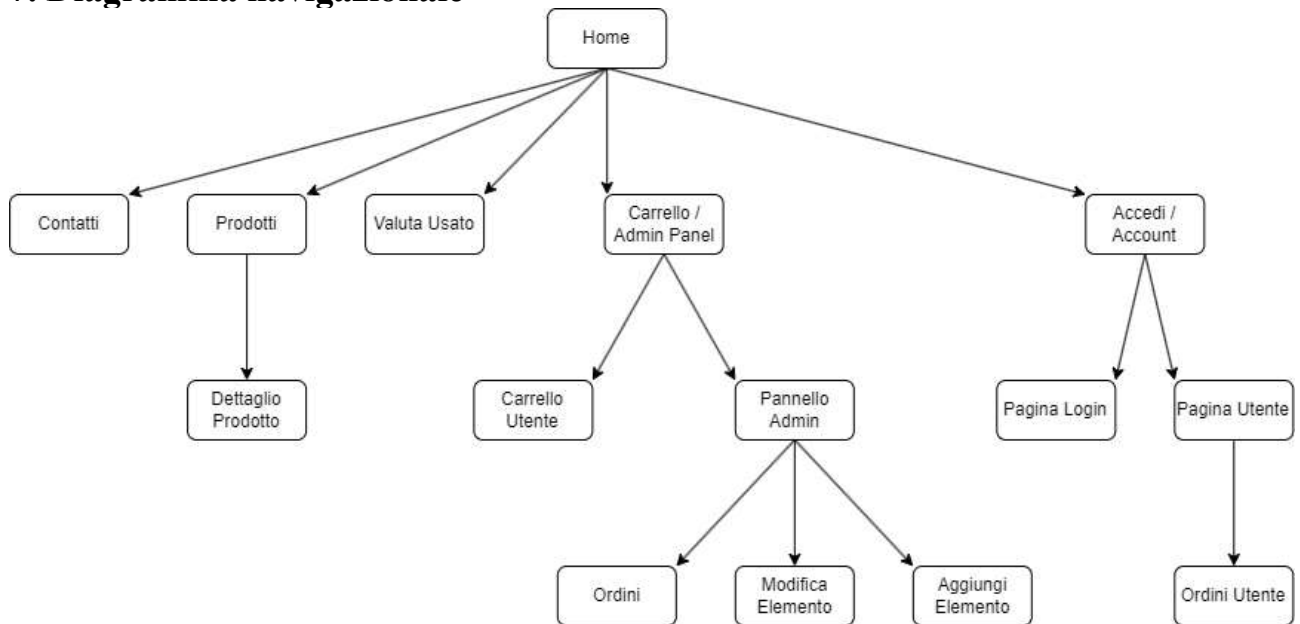 Home
Contatti
Prodotti
Valuta Usato
Carrello /
Admin Panel
Accedi /
Account
Dettaglio
Prodotto
Carrello
Utente
Pannello
Admin
Pagina Login
Pagina Utente
Ordini
Modifica
Elemento
Aggiungi
Elemento
Ordini Utente